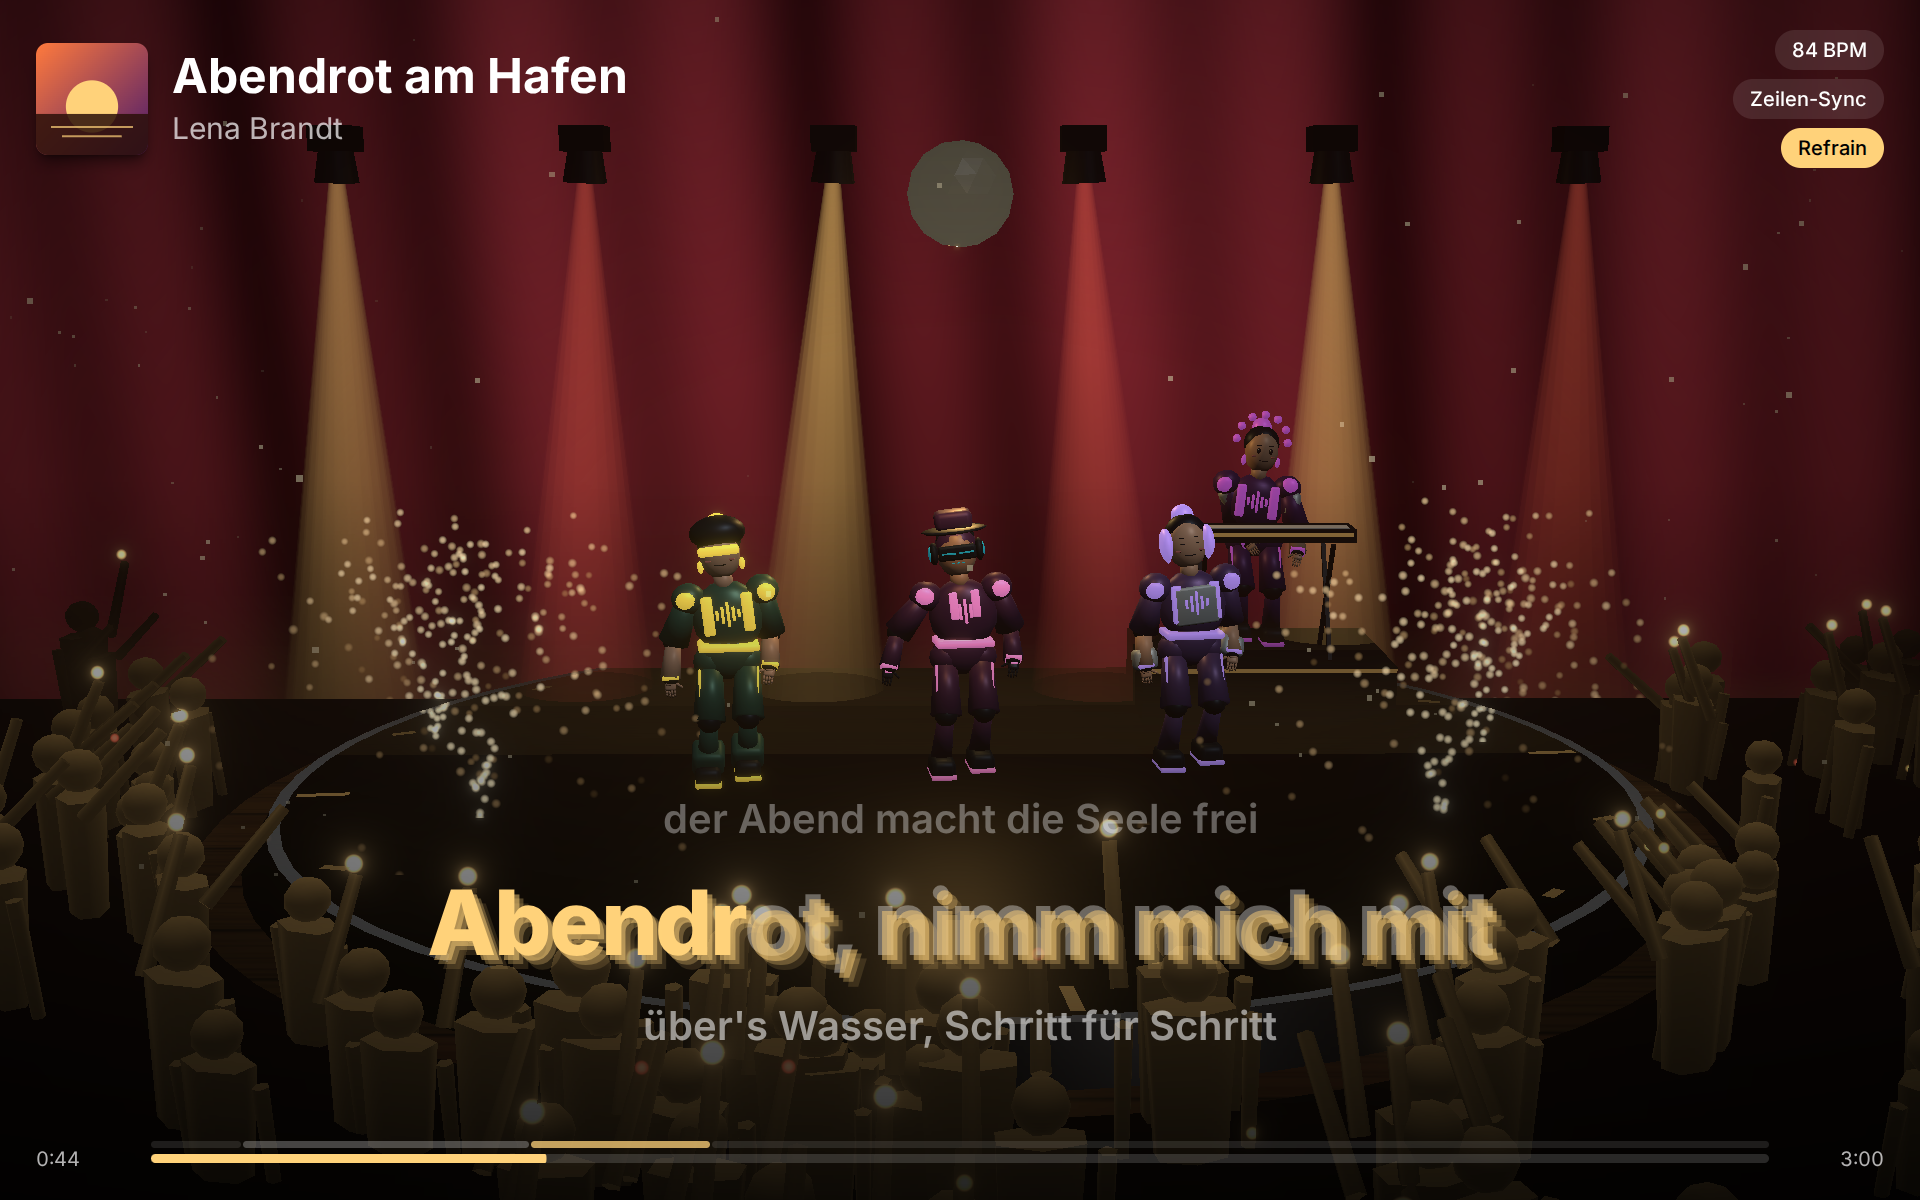 Abendrot am Hafen
Lena Brandt
84 BPM
Zeilen-Sync
Refrain
der Abend macht die Seele frei
Abendrot, nimm mich mit
über's Wasser, Schritt für Schritt
0:44
3:00